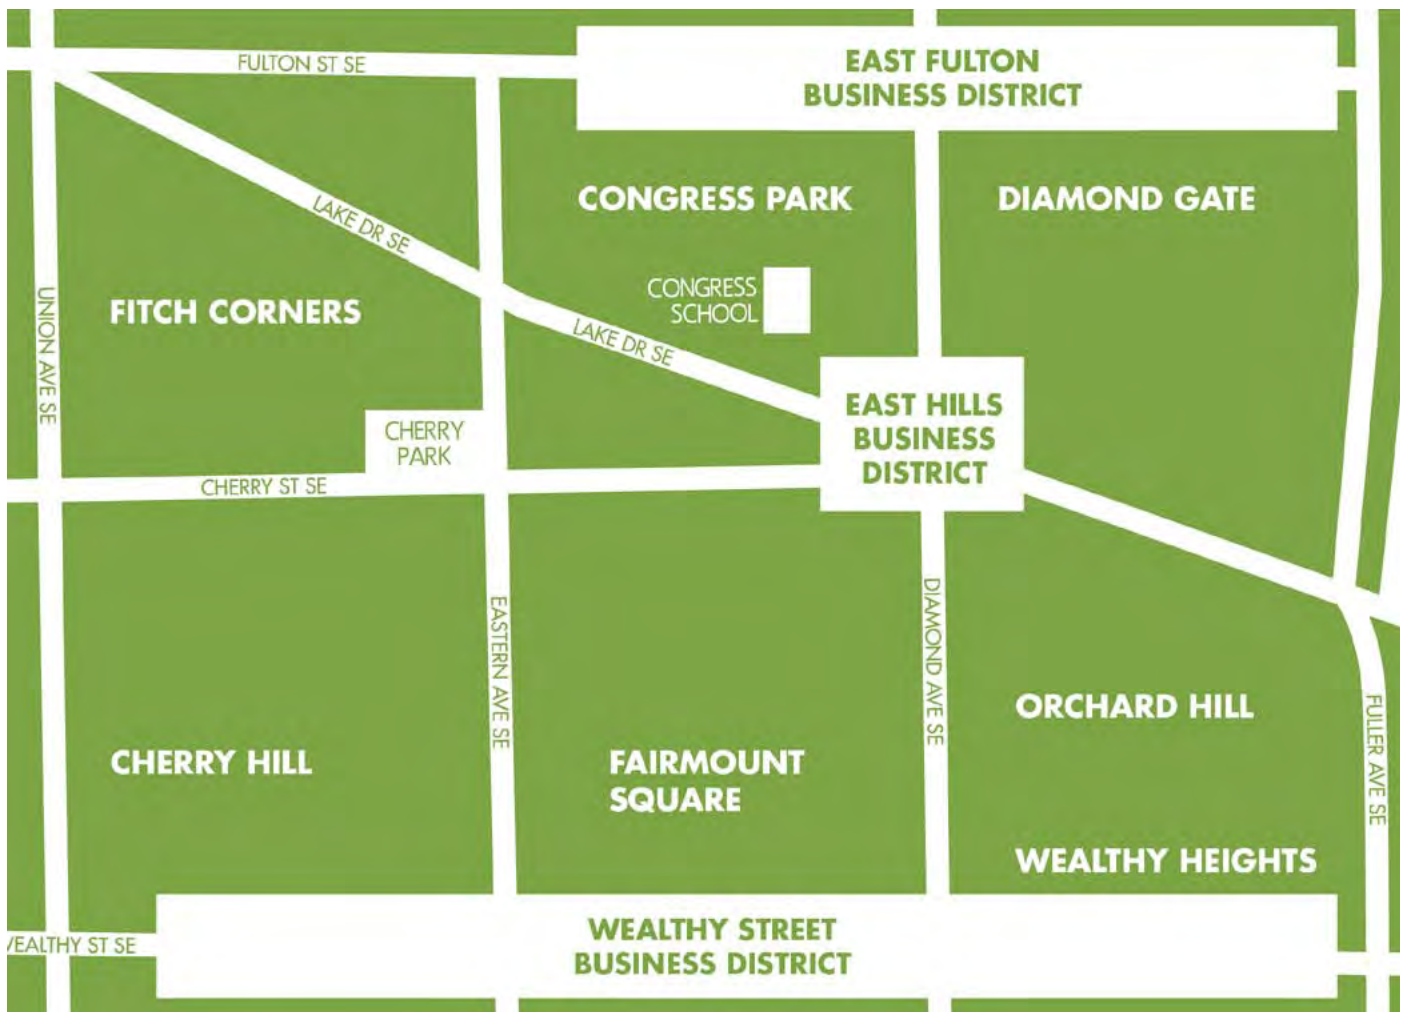 FULTON ST SE
EAST FULTON
BUSINESS DISTRICT
CONGRESS PARK
DIAMOND GATE
LAKE DR SE
CONGRESS
SCHOOL
UNION AVE SE
FITCH CORNERS
LAKE DR SE
EAST HILLS
BUSINESS
DISTRICT
CHERRY
PARK
CHERRY ST SE
EASTERN AVE SE
DIAMOND AVE SE
ORCHARD HILL
FULLER AVE SE
CHERRY HILL
FAIRMOUNT
SQUARE
WEALTHY HEIGHTS
WEALTHY STREET
BUSINESS DISTRICT
VEALTHY ST SE